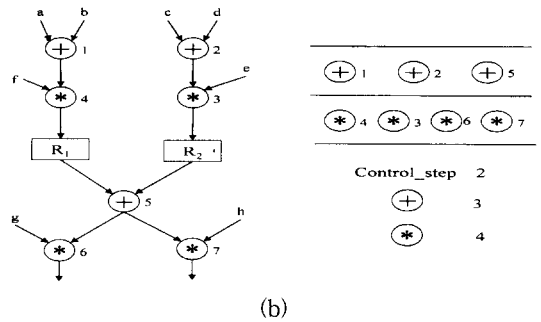 a b c d
+ 1 + 2
f e
* 4 * 3
R1 R2
+ 5
g h
* 6 * 7
+ 1 + 2 + 5
* 4 * 3 * 6 * 7
Control_step 2
+ 3
* 4
(b)